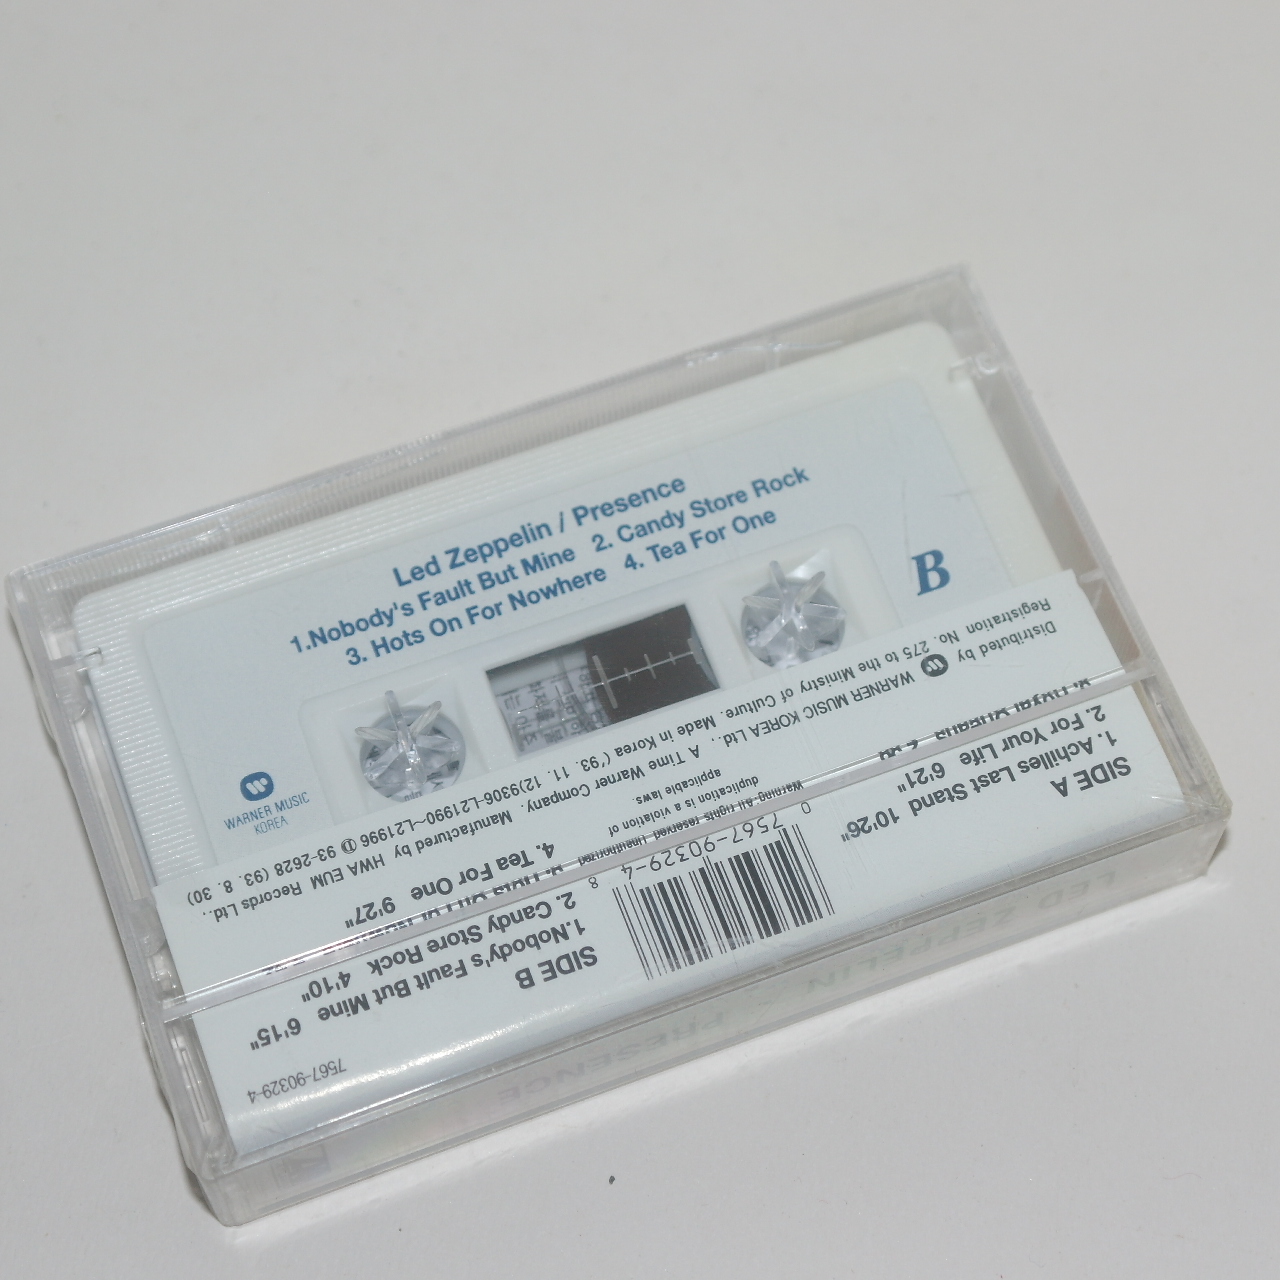 Led Zeppelin / Presence
1.Nobody's Fault But Mine 2. Candy Store Rock
3. Hots On For Nowhere 4. Tea For One
B
WARNER MUSIC
KOREA
SIDE A
1. Achilles Last Stand 10'26"
2. For Your Life 6'21"
3. Royal Orleans
SIDE B
1.Nobody's Fault But Mine 6'15"
2. Candy Store Rock 4'10"
4. Tea For One 9'27"
7567-90329-4
0
7567-90329-4
8
Warning. All rights reserved. Unauthorized
duplication is a violation of
applicable laws.
Distributed by WARNER MUSIC KOREA Ltd.. A Time Warner Company. Manufactured by HWA EUM Records Ltd..
Registration No. 275 to the Ministry of Culture. Made in Korea ('93. 11. 12)9306-L21990~L21996 Ⓓ 93-2628 (93. 8. 30)
LED ZEPPELIN PRESENCE